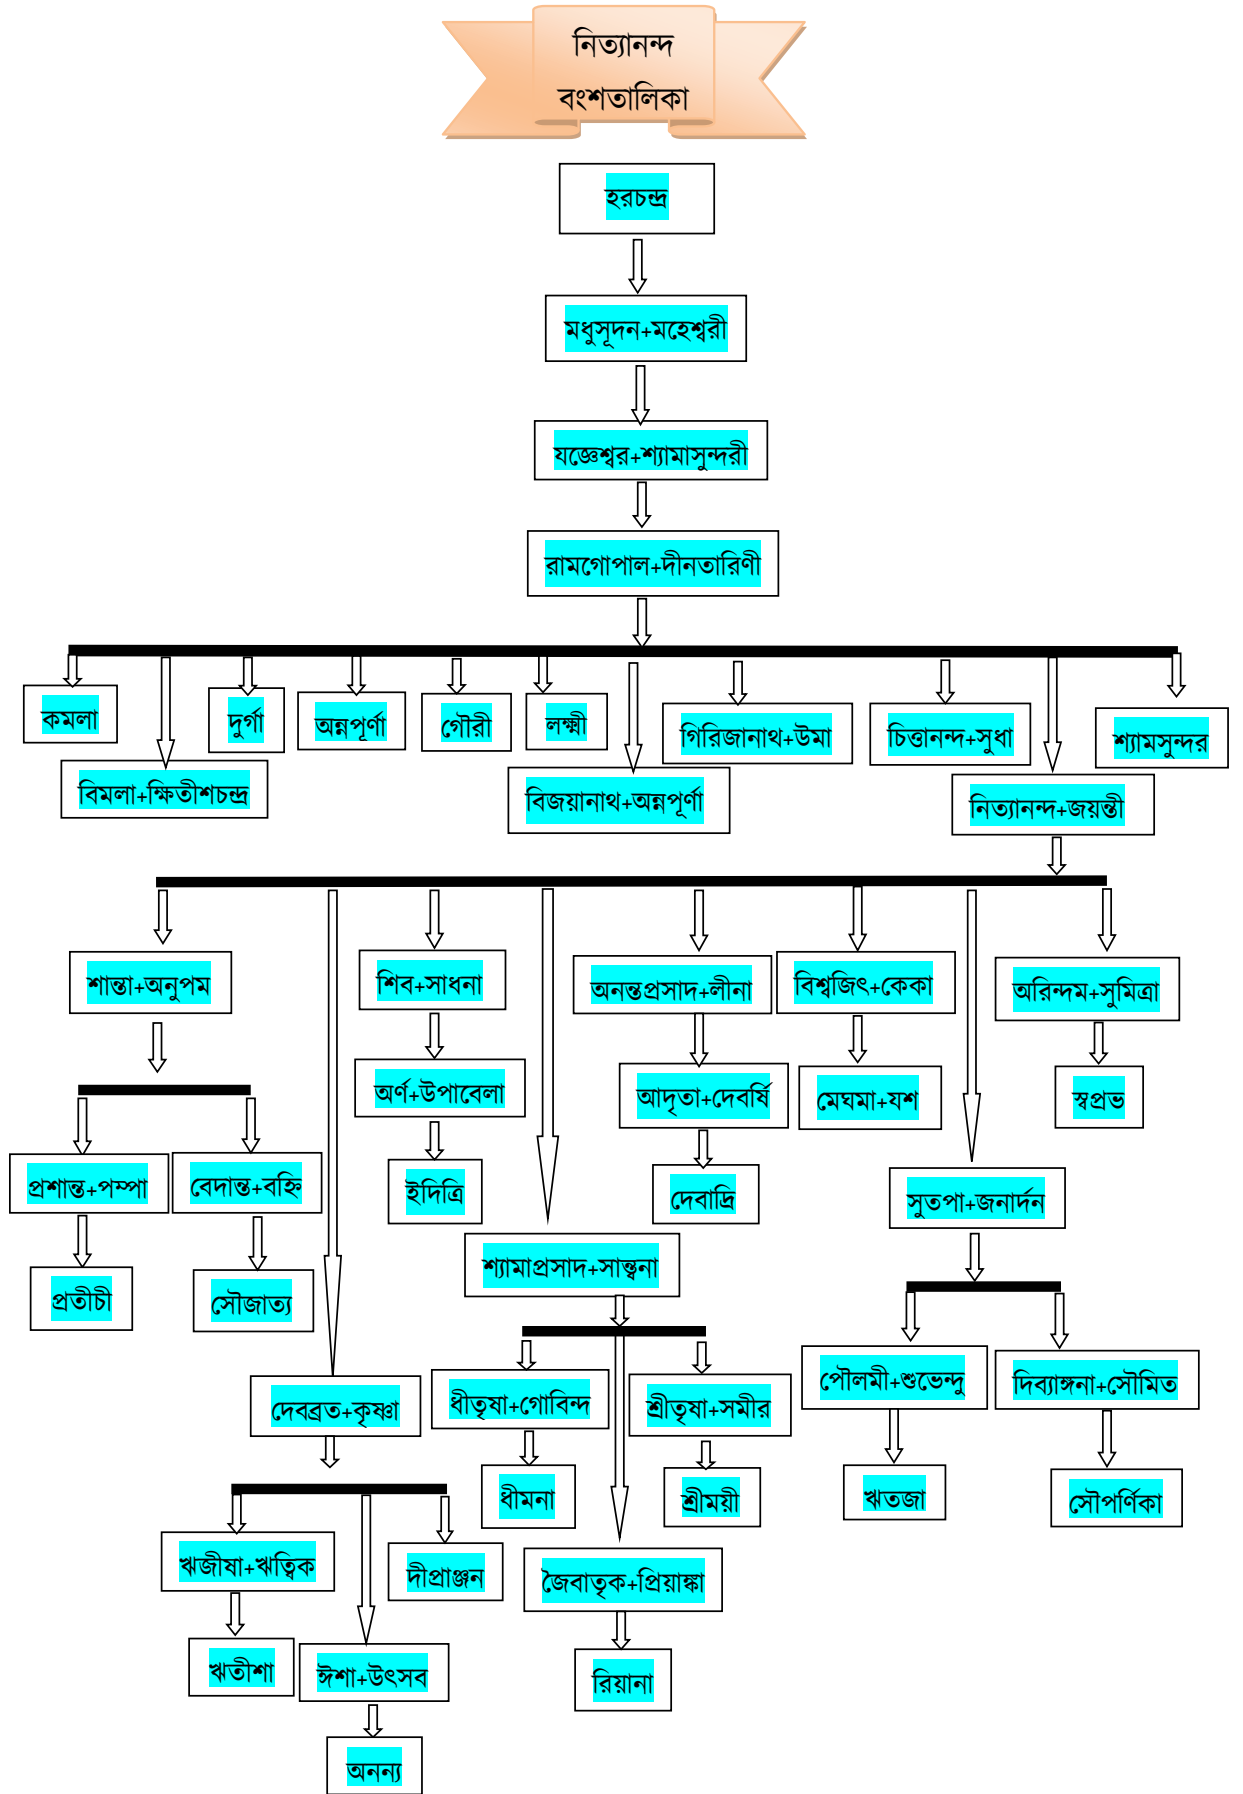 নিত্যানন্দ
বংশতালিকা
হরচন্দ্র
মধুসূদন+মহেশ্বরী
যজ্ঞেশ্বর+শ্যামাসুন্দরী
রামগোপাল+দীনতারিণী
কমলা
দুর্গা
অন্নপূর্ণা
গৌরী
লক্ষ্মী
গিরিজানাথ+উমা
চিত্তানন্দ+সুধা
শ্যামসুন্দর
বিমলা+ক্ষিতীশচন্দ্র
বিজয়ানাথ+অন্নপূর্ণা
নিত্যানন্দ+জয়ন্তী
শান্তা+অনুপম
শিব+সাধনা
অনন্তপ্রসাদ+লীনা
বিশ্বজিৎ+কেকা
অরিন্দম+সুমিত্রা
অর্ণ+উপাবেলা
আদৃতা+দেবর্ষি
মেঘমা+যশ
স্বপ্রভ
প্রশান্ত+পম্পা
বেদান্ত+বহ্নি
ইদিত্রি
দেবাদ্রি
সুতপা+জনার্দন
শ্যামাপ্রসাদ+সান্ত্বনা
প্রতীচী
সৌজাত্য
দেবব্রত+কৃষ্ণা
ধীতৃষা+গোবিন্দ
শ্রীতৃষা+সমীর
পৌলমী+শুভেন্দু
দিব্যাঙ্গনা+সৌমিত
ধীমনা
শ্রীময়ী
ঋতজা
সৌপর্ণিকা
ঋজীষা+ঋত্বিক
দীপ্রাঞ্জন
জৈবাতৃক+প্রিয়াঙ্কা
ঋতীশা
ঈশা+উৎসব
রিয়ানা
অনন্য